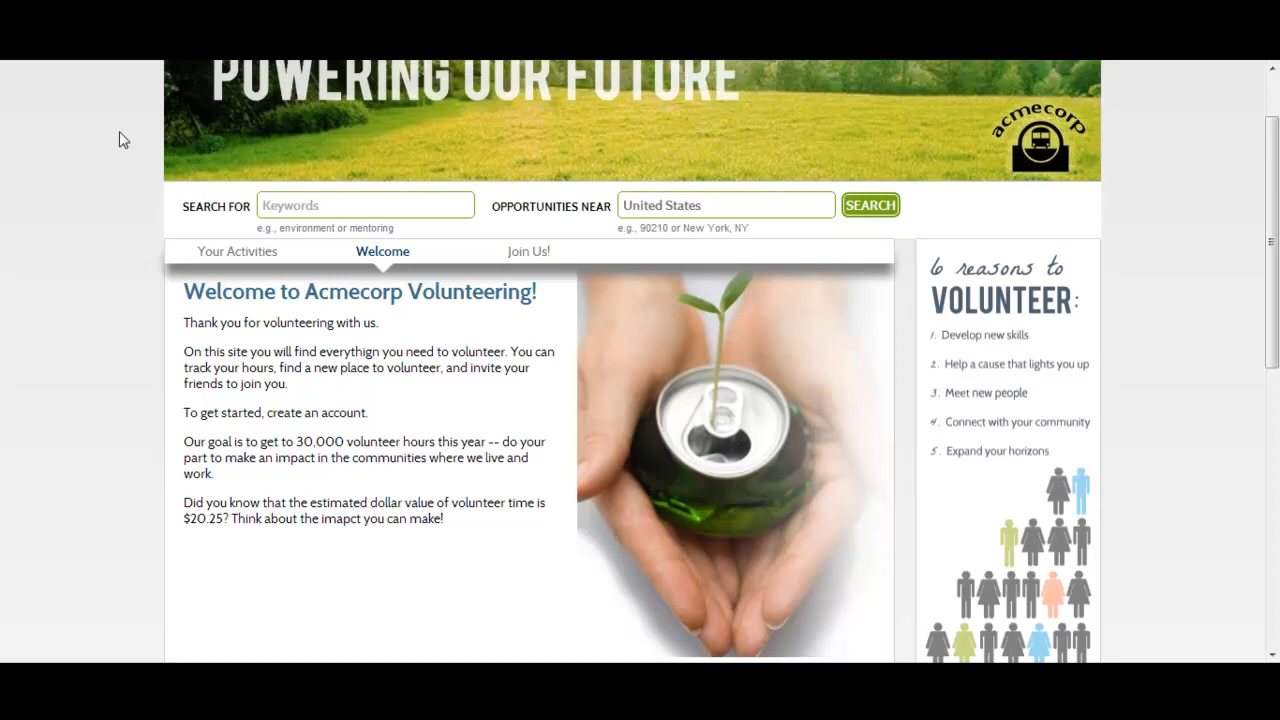 POWERING OUR FUTURE
acmecorp
SEARCH FOR Keywords OPPORTUNITIES NEAR United States SEARCH
e.g., environment or mentoring e.g., 90210 or New York, NY
Your Activities Welcome Join Us!
Welcome to Acmecorp Volunteering!
Thank you for volunteering with us.
On this site you will find everythign you need to volunteer. You can
track your hours, find a new place to volunteer, and invite your
friends to join you.
To get started, create an account.
Our goal is to get to 30,000 volunteer hours this year -- do your
part to make an impact in the communities where we live and
work.
Did you know that the estimated dollar value of volunteer time is
$20.25? Think about the imapct you can make!
6 reasons to
VOLUNTEER:
1. Develop new skills
2. Help a cause that lights you up
3. Meet new people
4. Connect with your community
5. Expand your horizons